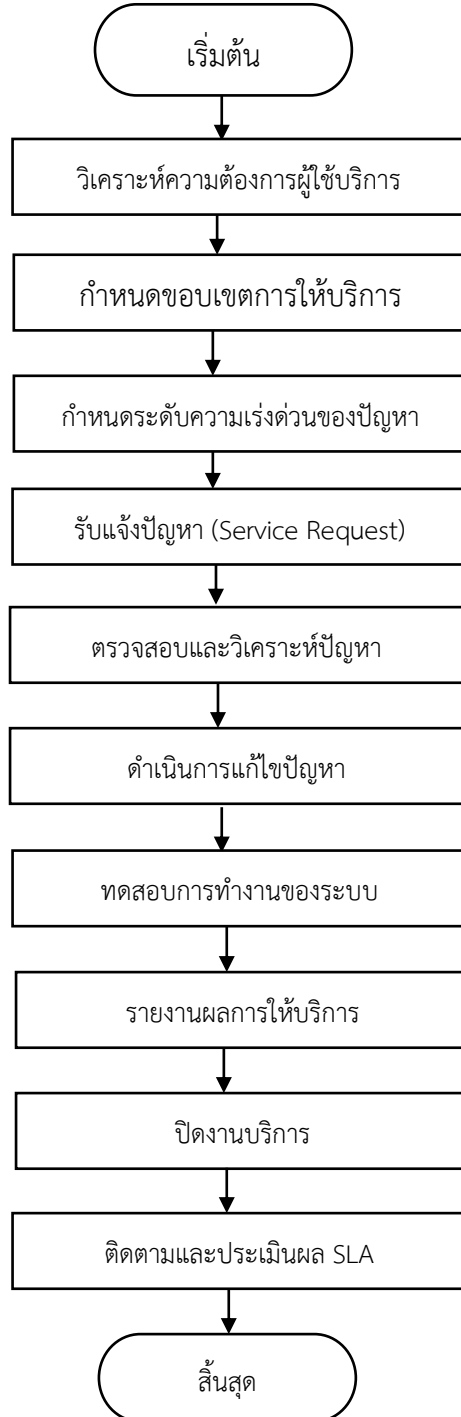 เริ่มต้น
วิเคราะห์ความต้องการผู้ใช้บริการ
กำหนดขอบเขตการให้บริการ
กำหนดระดับความเร่งด่วนของปัญหา
รับแจ้งปัญหา (Service Request)
ตรวจสอบและวิเคราะห์ปัญหา
ดำเนินการแก้ไขปัญหา
ทดสอบการทำงานของระบบ
รายงานผลการให้บริการ
ปิดงานบริการ
ติดตามและประเมินผล SLA
สิ้นสุด